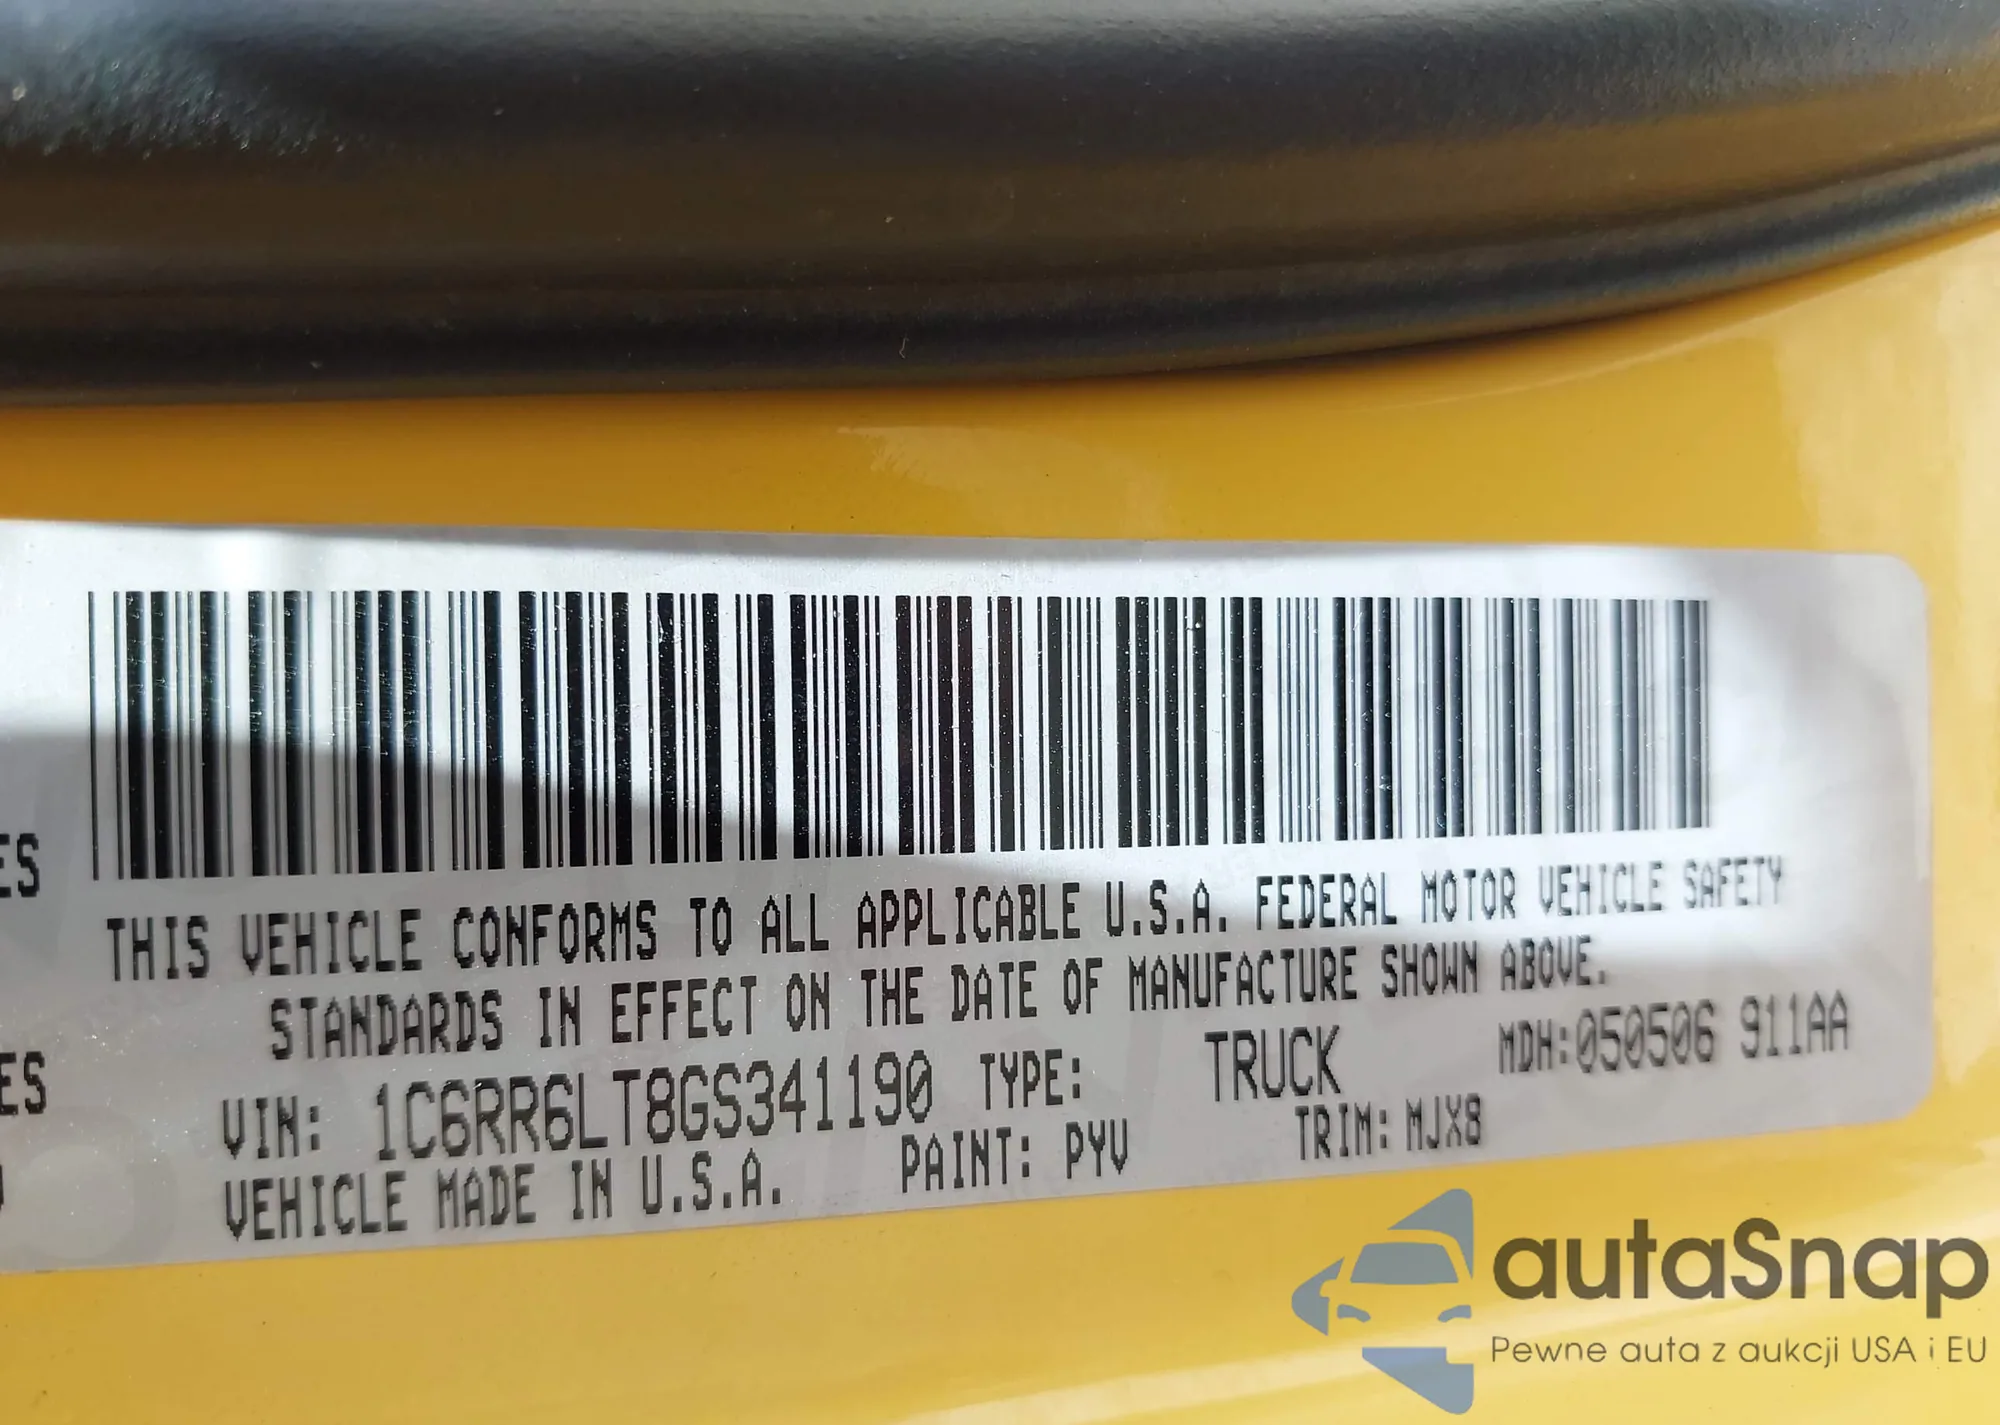 ES
THIS VEHICLE CONFORMS TO ALL APPLICABLE U.S.A. FEDERAL MOTOR VEHICLE SAFETY
STANDARDS IN EFFECT ON THE DATE OF MANUFACTURE SHOWN ABOVE.
ES
VIN: 1C6RR6LT8GS341190 TYPE: TRUCK MDH:050506 911AA
VEHICLE MADE IN U.S.A. PAINT: PYV TRIM: MJX8
autaSnap
Pewne auta z aukcji USA i EU